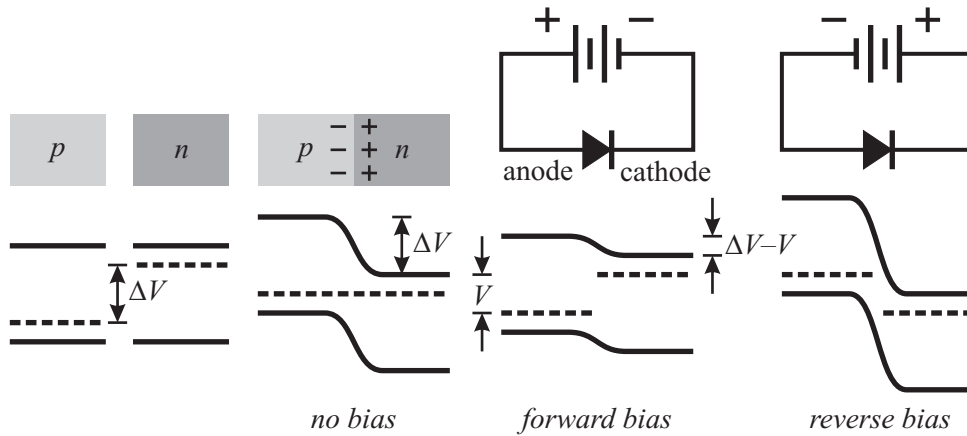 + −
− +
p
n
p
− +
− +
− +
n
anode
cathode
ΔV
ΔV
V
ΔV−V
no bias
forward bias
reverse bias